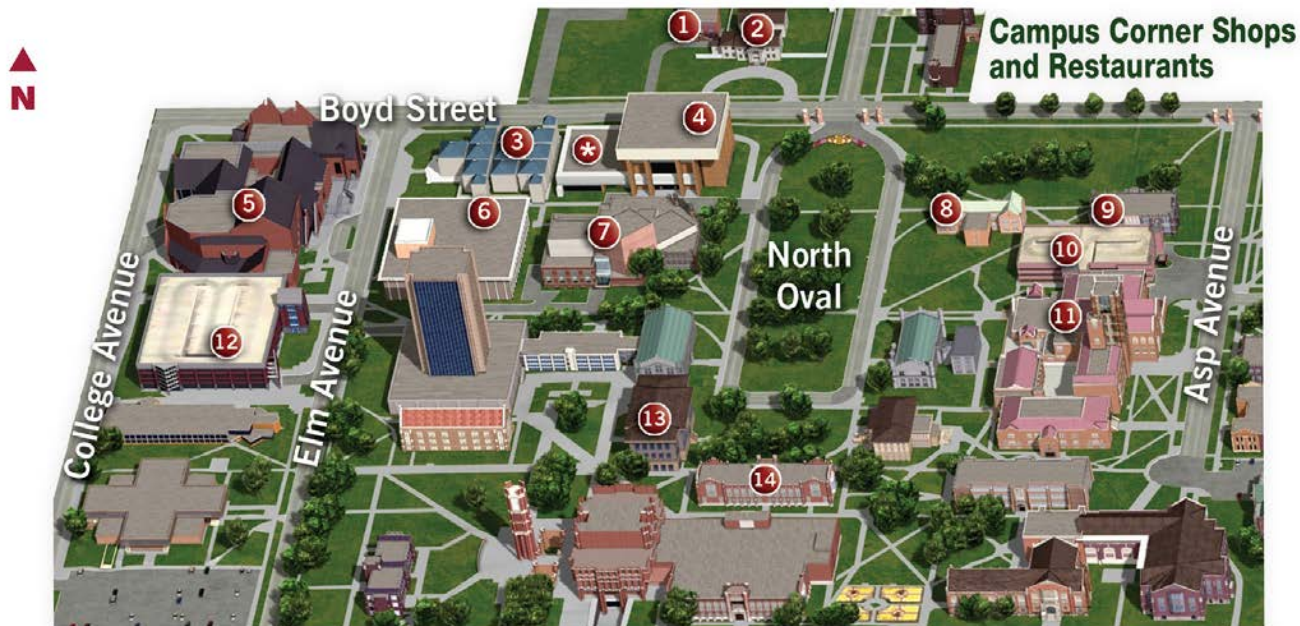 1
2
Campus Corner Shops
and Restaurants
N
Boyd Street
3
*
4
5
6
7
8
9
10
North
Oval
11
12
College Avenue
Elm Avenue
Asp Avenue
13
14